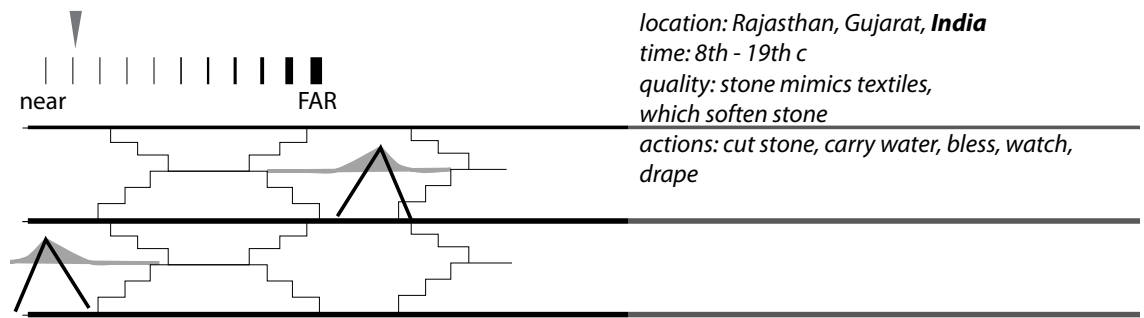 location: Rajasthan, Gujarat, India
time: 8th - 19th c
quality: stone mimics textiles,
which soften stone
actions: cut stone, carry water, bless, watch,
drape
near FAR